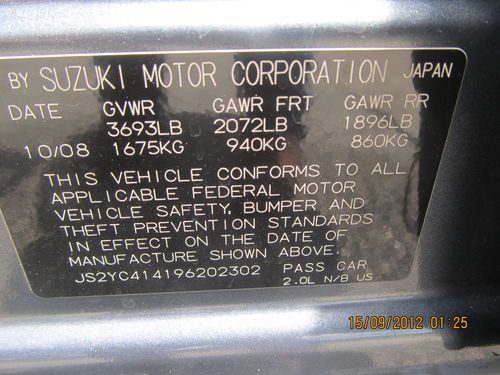 BY SUZUKI MOTOR CORPORATION JAPAN
DATE GVWR GAWR FRT GAWR RR
3693LB 2072LB 1896LB
10/08 1675KG 940KG 860KG
THIS VEHICLE CONFORMS TO ALL
APPLICABLE FEDERAL MOTOR
VEHICLE SAFETY, BUMPER AND
THEFT PREVENTION STANDARDS
IN EFFECT ON THE DATE OF
MANUFACTURE SHOWN ABOVE.
JS2YC414196202302 PASS CAR
2.0L N/B US
15/09/2012 01:25